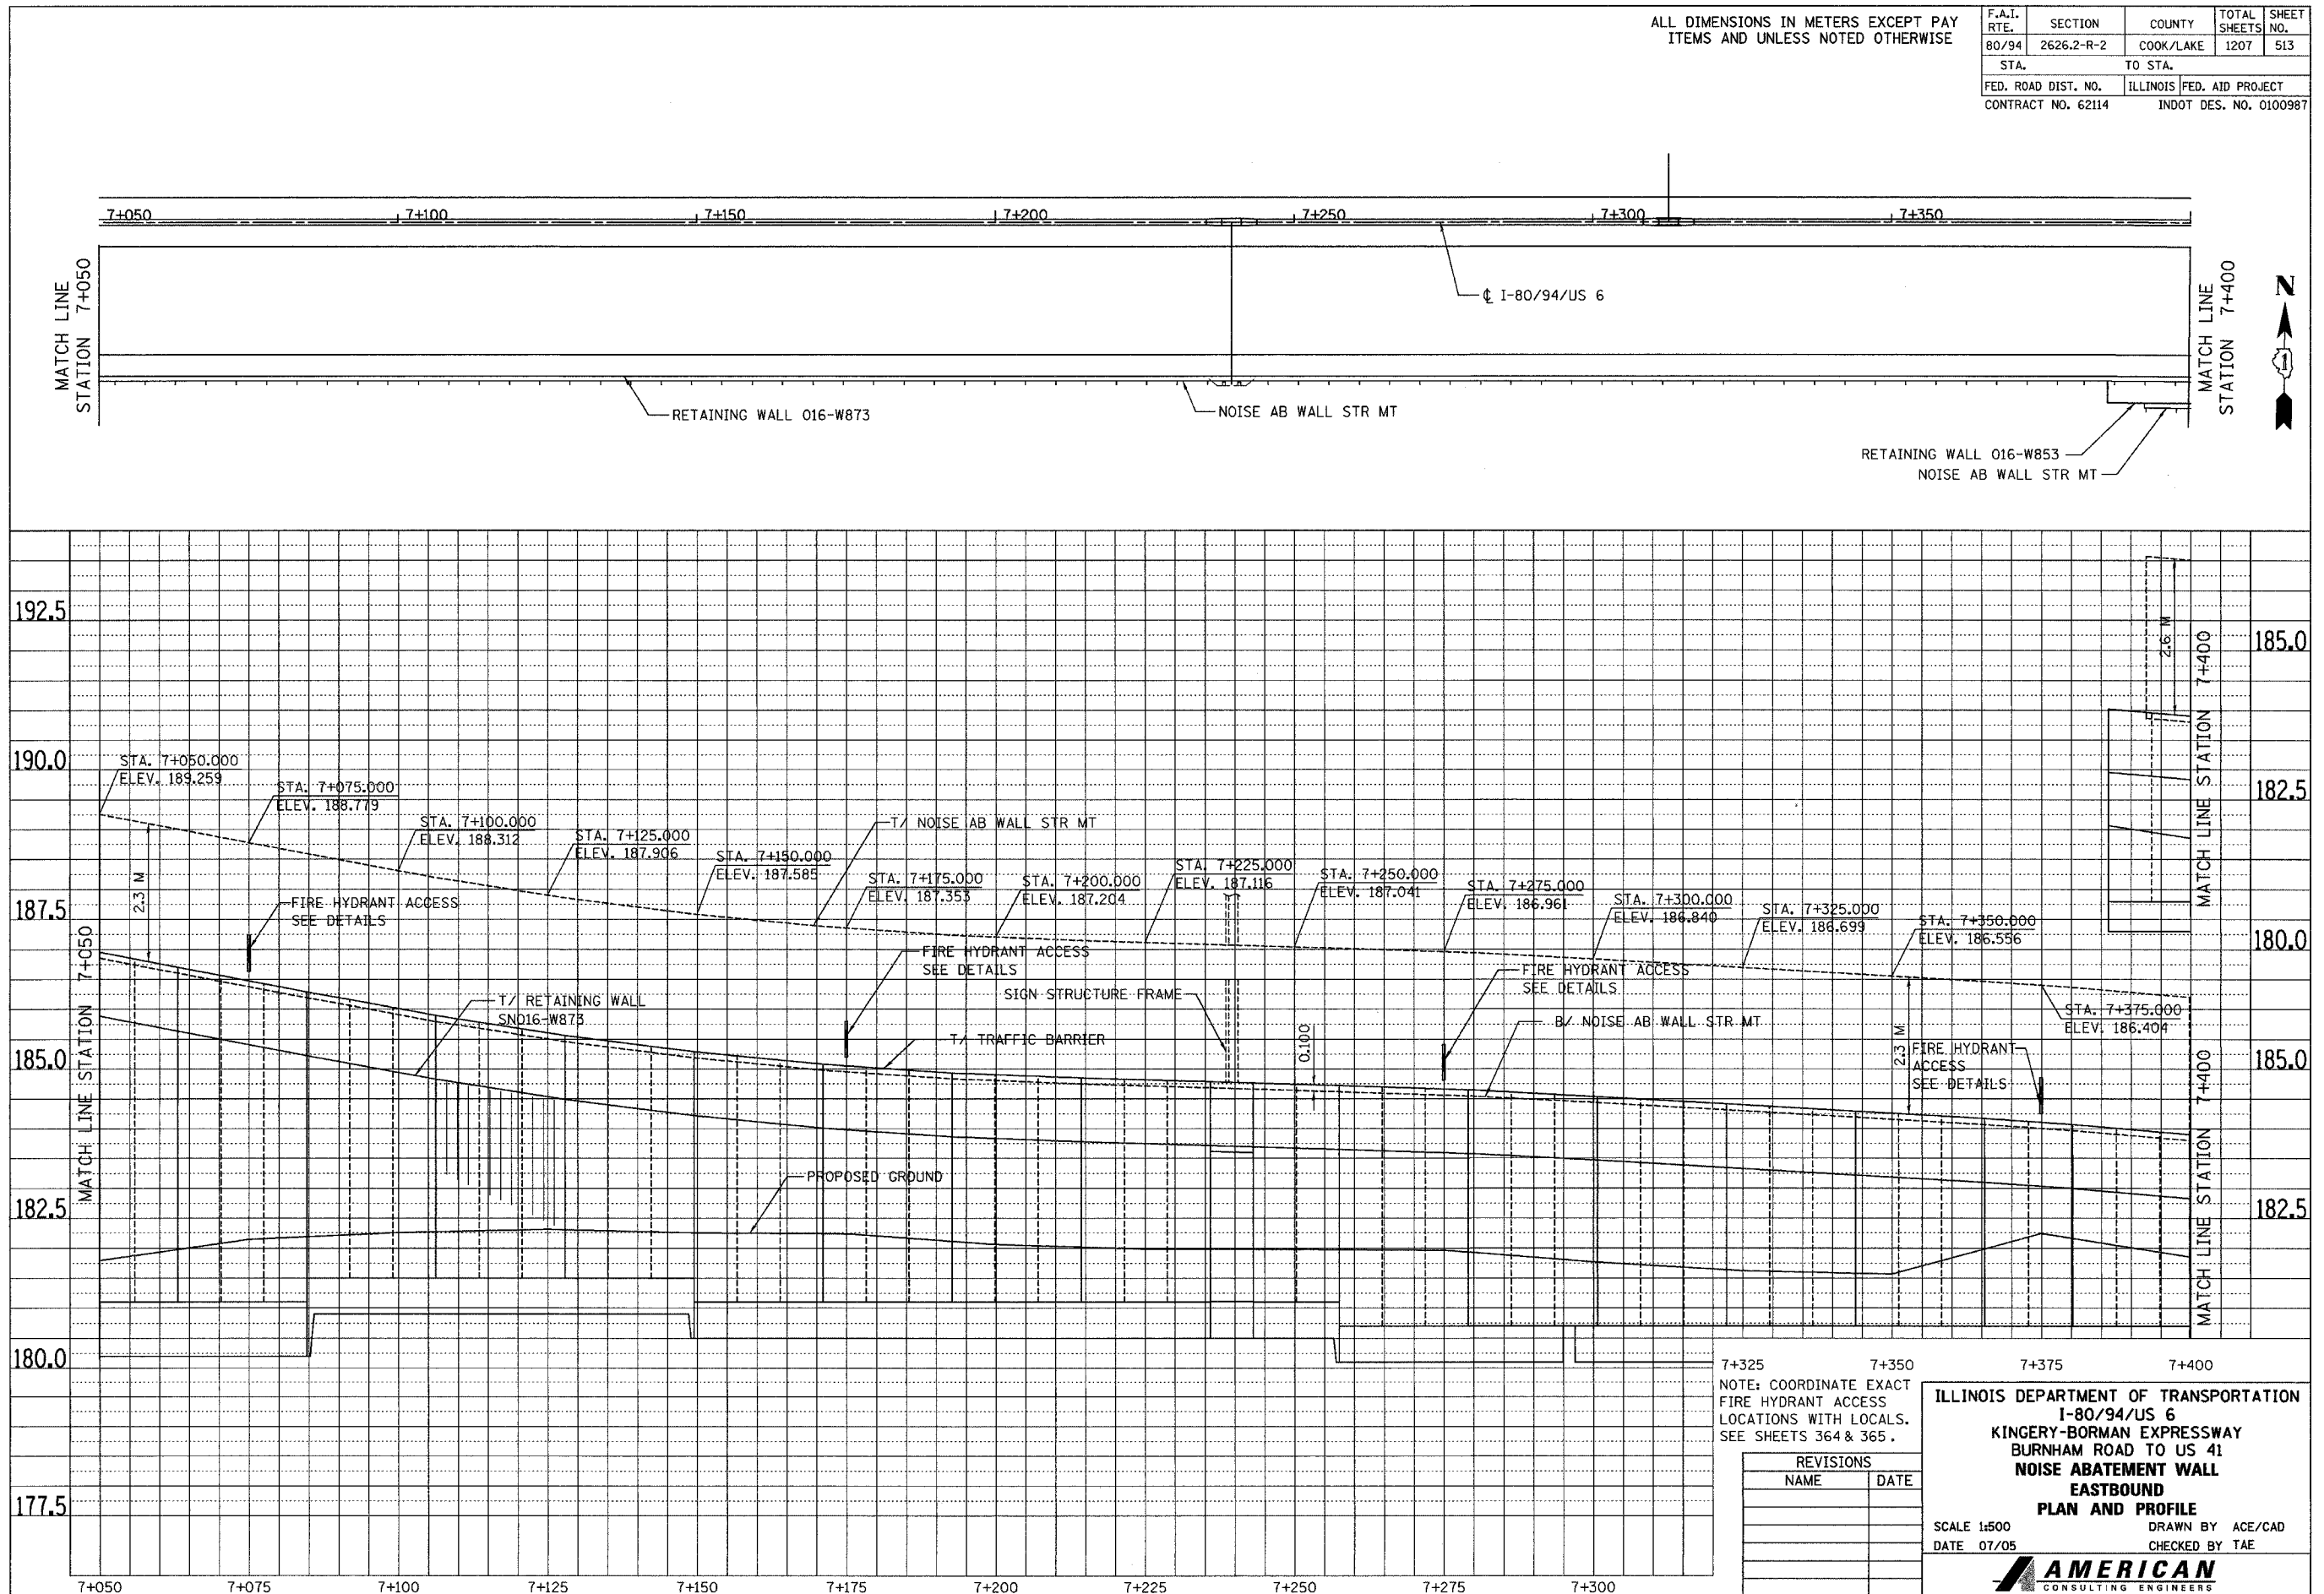 ALL DIMENSIONS IN METERS EXCEPT PAY
ITEMS AND UNLESS NOTED OTHERWISE
F.A.I. RTE. SECTION COUNTY TOTAL SHEETS SHEET NO.
80/94 2626.2-R-2 COOK/LAKE 1207 513
STA. TO STA.
FED. ROAD DIST. NO. ILLINOIS FED. AID PROJECT
CONTRACT NO. 62114 INDOT DES. NO. 0100987
7+050 7+100 7+150 7+200 7+250 7+300 7+350
MATCH LINE
STATION 7+050
℄ I-80/94/US 6
MATCH LINE
STATION 7+400
N
1
RETAINING WALL 016-W873
NOISE AB WALL STR MT
RETAINING WALL 016-W853
NOISE AB WALL STR MT
192.5
190.0
187.5
185.0
182.5
180.0
177.5
185.0
182.5
180.0
185.0
182.5
MATCH LINE STATION 7+050
MATCH LINE STATION 7+400
MATCH LINE STATION 7+400
2.6 M
STA. 7+050.000
ELEV. 189.259
STA. 7+075.000
ELEV. 188.779
STA. 7+100.000
ELEV. 188.312
STA. 7+125.000
ELEV. 187.906
STA. 7+150.000
ELEV. 187.585
T/ NOISE AB WALL STR MT
STA. 7+175.000
ELEV. 187.353
STA. 7+200.000
ELEV. 187.204
STA. 7+225.000
ELEV. 187.116
STA. 7+250.000
ELEV. 187.041
STA. 7+275.000
ELEV. 186.961
STA. 7+300.000
ELEV. 186.840
STA. 7+325.000
ELEV. 186.699
STA. 7+350.000
ELEV. 186.556
STA. 7+375.000
ELEV. 186.404
2.3 M
FIRE HYDRANT ACCESS
SEE DETAILS
FIRE HYDRANT ACCESS
SEE DETAILS
FIRE HYDRANT ACCESS
SEE DETAILS
T/ RETAINING WALL
SN016-W873
SIGN STRUCTURE FRAME
T/ TRAFFIC BARRIER
0.100
B/ NOISE AB WALL STR MT
2.3 M
FIRE HYDRANT
ACCESS
SEE DETAILS
PROPOSED GROUND
7+325 7+350 7+375 7+400
NOTE: COORDINATE EXACT
FIRE HYDRANT ACCESS
LOCATIONS WITH LOCALS.
SEE SHEETS 364 & 365.
REVISIONS
NAME DATE
ILLINOIS DEPARTMENT OF TRANSPORTATION
I-80/94/US 6
KINGERY-BORMAN EXPRESSWAY
BURNHAM ROAD TO US 41
NOISE ABATEMENT WALL
EASTBOUND
PLAN AND PROFILE
SCALE 1:500 DRAWN BY ACE/CAD
DATE 07/05 CHECKED BY TAE
AMERICAN
CONSULTING ENGINEERS
7+050 7+075 7+100 7+125 7+150 7+175 7+200 7+225 7+250 7+275 7+300